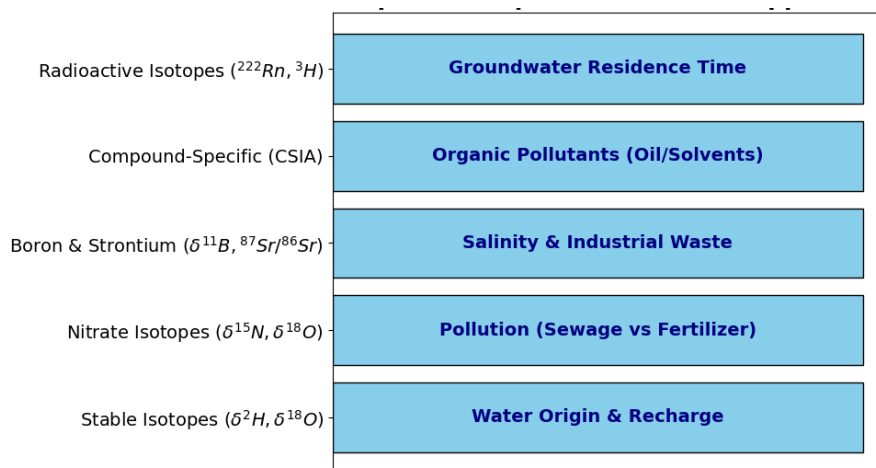 Radioactive Isotopes (²²²Rn, ³H) Groundwater Residence Time
Compound-Specific (CSIA) Organic Pollutants (Oil/Solvents)
Boron & Strontium (δ¹¹B, ⁸⁷Sr/⁸⁶Sr) Salinity & Industrial Waste
Nitrate Isotopes (δ¹⁵N, δ¹⁸O) Pollution (Sewage vs Fertilizer)
Stable Isotopes (δ²H, δ¹⁸O) Water Origin & Recharge